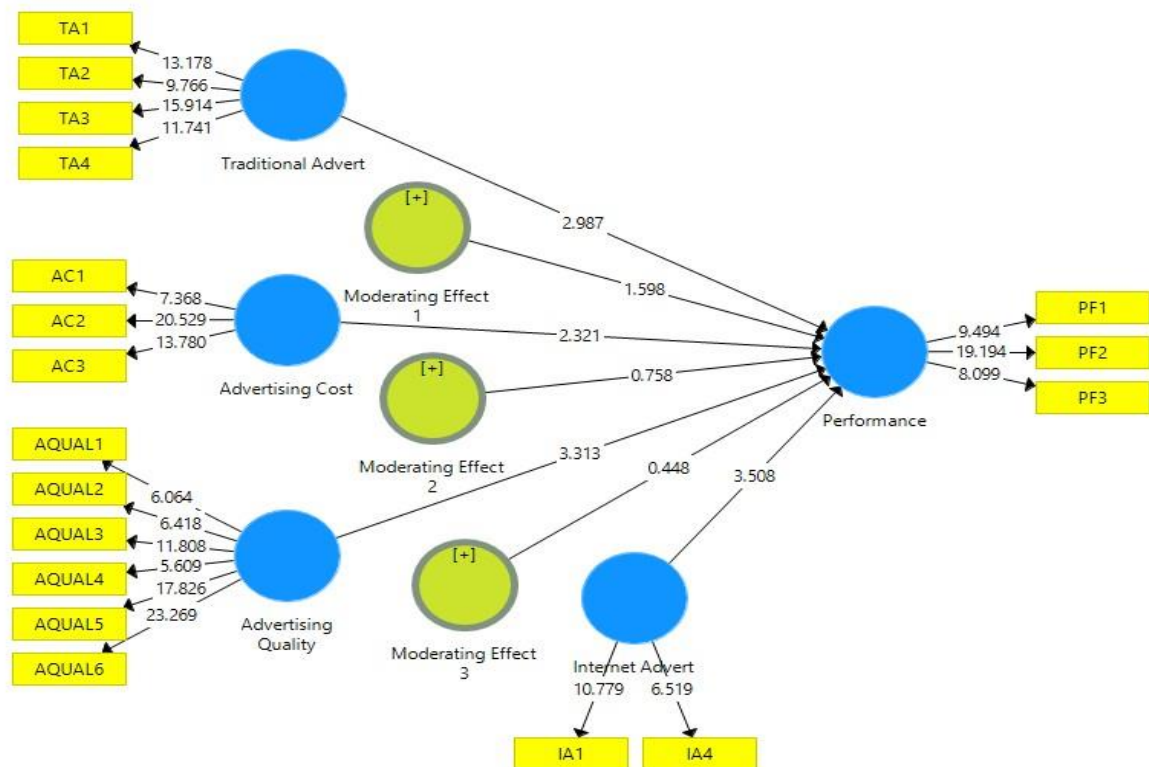 TA1
TA2
TA3
TA4
13.178
9.766
15.914
11.741
Traditional Advert
[+]
Moderating Effect
1
2.987
1.598
AC1
AC2
AC3
7.368
20.529
13.780
Advertising Cost
2.321
[+]
Moderating Effect
2
0.758
Performance
9.494
19.194
8.099
PF1
PF2
PF3
AQUAL1
AQUAL2
AQUAL3
AQUAL4
AQUAL5
AQUAL6
6.064
6.418
11.808
5.609
17.826
23.269
Advertising
Quality
3.313
[+]
Moderating Effect
3
0.448
3.508
Internet Advert
10.779
6.519
IA1
IA4